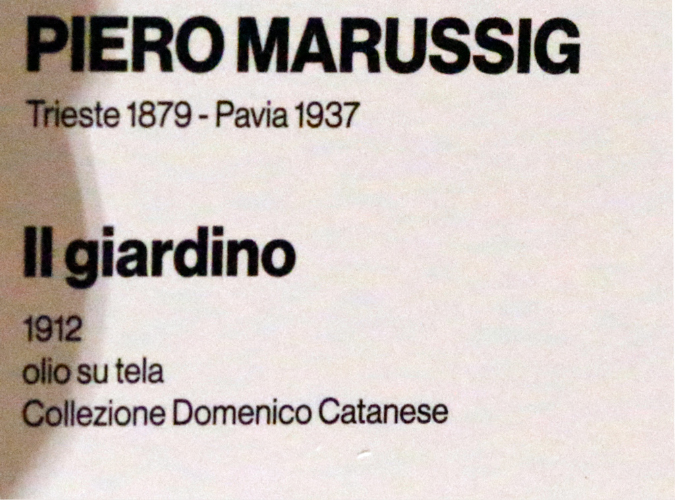 PIERO MARUSSIG
Trieste 1879 - Pavia 1937
Il giardino
1912
olio su tela
Collezione Domenico Catanese